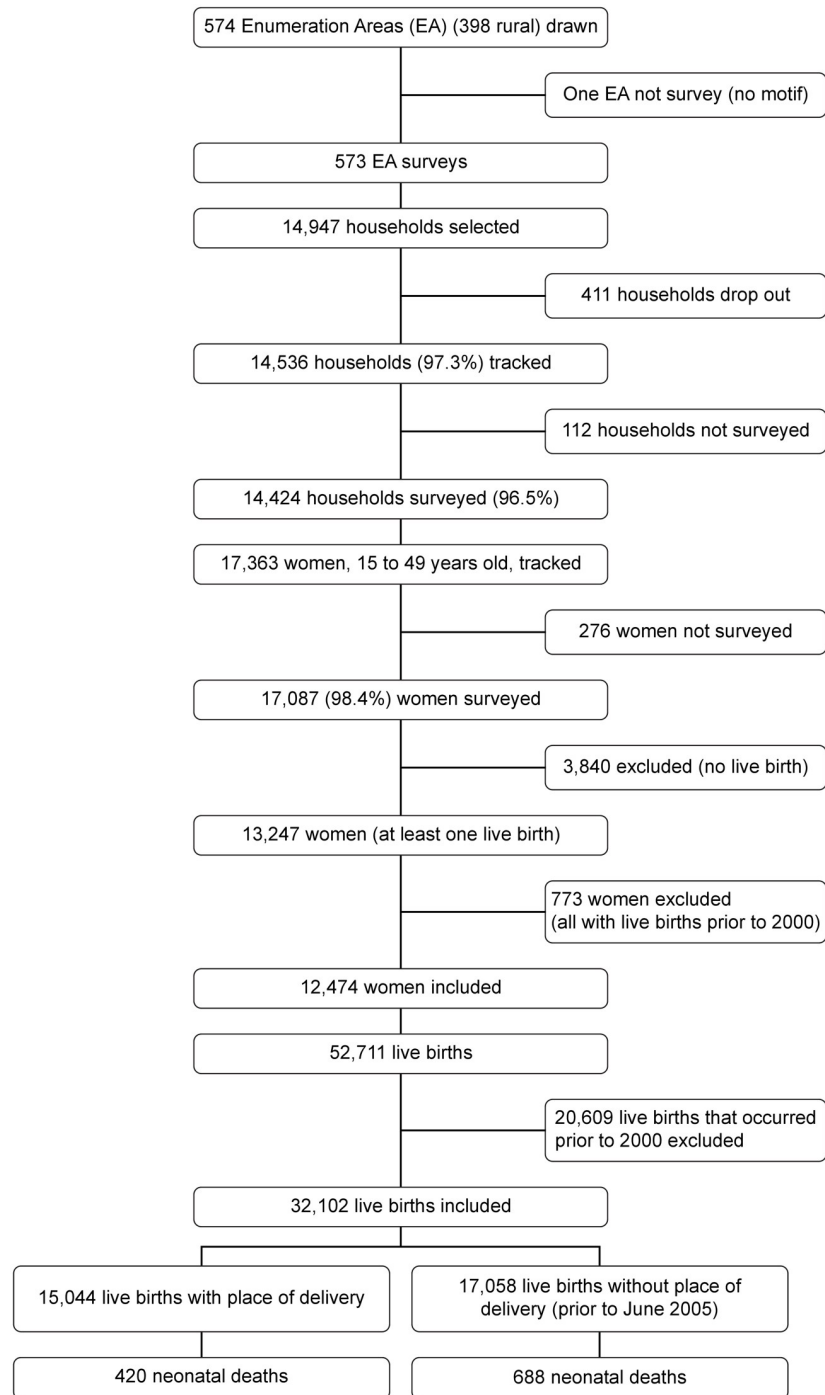 574 Enumeration Areas (EA) (398 rural) drawn
One EA not survey (no motif)
573 EA surveys
14,947 households selected
411 households drop out
14,536 households (97.3%) tracked
112 households not surveyed
14,424 households surveyed (96.5%)
17,363 women, 15 to 49 years old, tracked
276 women not surveyed
17,087 (98.4%) women surveyed
3,840 excluded (no live birth)
13,247 women (at least one live birth)
773 women excluded
(all with live births prior to 2000)
12,474 women included
52,711 live births
20,609 live births that occurred
prior to 2000 excluded
32,102 live births included
15,044 live births with place of delivery
17,058 live births without place of
delivery (prior to June 2005)
420 neonatal deaths
688 neonatal deaths